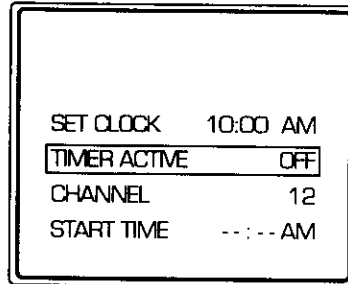 SET CLOCK 10:00 AM
TIMER ACTIVE OFF
CHANNEL 12
START TIME --:-- AM